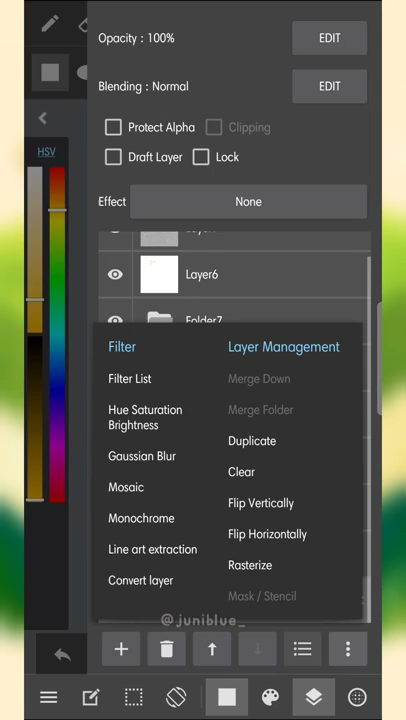 Opacity : 100%
EDIT
Blending : Normal
EDIT
Protect Alpha
Clipping
Draft Layer
Lock
HSV
Effect
None
Layer6
Folder7
Filter
Layer Management
Filter List
Merge Down
Hue Saturation
Brightness
Merge Folder
Gaussian Blur
Duplicate
Mosaic
Clear
Monochrome
Flip Vertically
Line art extraction
Flip Horizontally
Convert layer
Rasterize
Mask / Stencil
@juniblue_